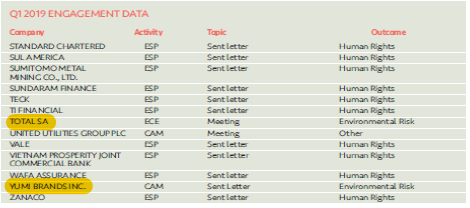 Q1 2019 ENGAGEMENT DATA
Company Activity Topic Outcome
STANDARD CHARTERED ESP Sent letter Human Rights
SUL AMERICA ESP Sent letter Human Rights
SUMITOMO METAL MINING CO., LTD. ESP Sent letter Human Rights
SUNDARAM FINANCE ESP Sent letter Human Rights
TECK ESP Sent letter Human Rights
TI FINANCIAL ESP Sent letter Human Rights
TOTAL SA ECE Meeting Environmental Risk
UNITED UTILITIES GROUP PLC CAM Meeting Other
VALE ESP Sent letter Human Rights
VIETNAM PROSPERITY JOINT COMMERCIAL BANK ESP Sent letter Human Rights
WAFA ASSURANCE ESP Sent letter Human Rights
YUM! BRANDS INC. CAM Sent Letter Environmental Risk
ZANACO ESP Sent letter Human Rights